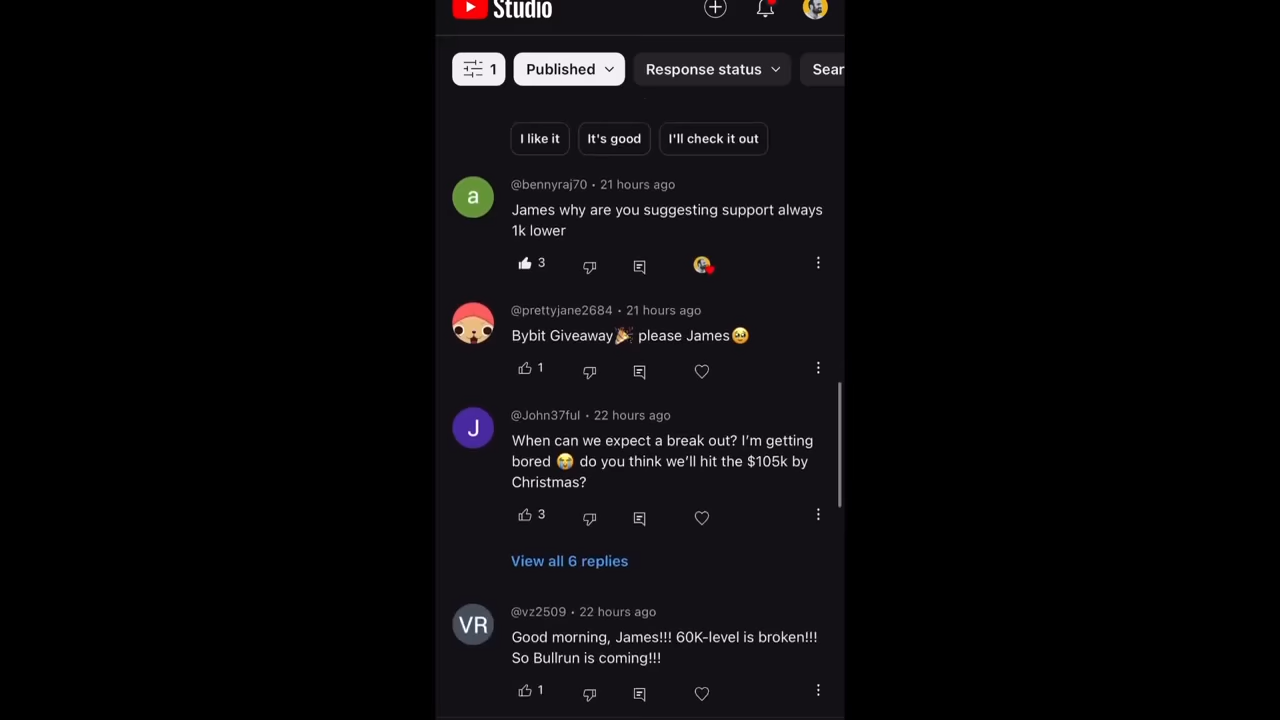 Studio
1 Published Response status Sear
I like it It's good I'll check it out
a @bennyraj70 • 21 hours ago
James why are you suggesting support always
1k lower
3
@prettyjane2684 • 21 hours ago
Bybit Giveaway🎉 please James🥹
1
J @John37ful • 22 hours ago
When can we expect a break out? I’m getting
bored 😭 do you think we’ll hit the $105k by
Christmas?
3
View all 6 replies
VR @vz2509 • 22 hours ago
Good morning, James!!! 60K-level is broken!!!
So Bullrun is coming!!!
1